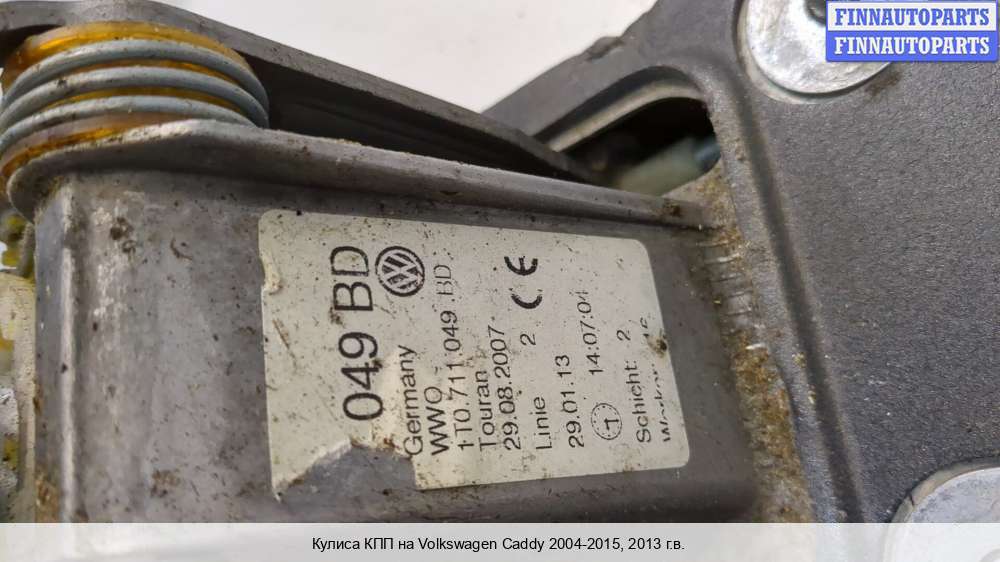 FINNAUTOPARTS
FINNAUTOPARTS
049 BD
Germany
WWO
1T0.711.049 .BD
Touran
29.08.2007
Linie 2
CE
29.01.13
14:07:04
Schicht: 2
Кулиса КПП на Volkswagen Caddy 2004-2015, 2013 г.в.